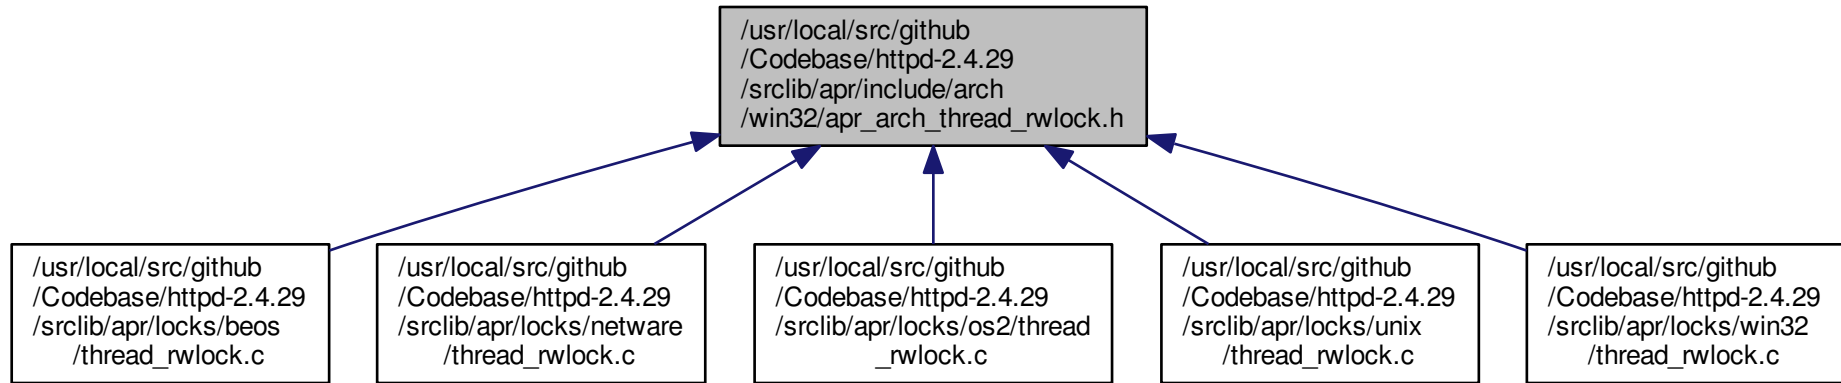 /usr/local/src/github
/Codebase/httpd-2.4.29
/srclib/apr/include/arch
/win32/apr_arch_thread_rwlock.h
/usr/local/src/github
/Codebase/httpd-2.4.29
/srclib/apr/locks/beos
/thread_rwlock.c
/usr/local/src/github
/Codebase/httpd-2.4.29
/srclib/apr/locks/netware
/thread_rwlock.c
/usr/local/src/github
/Codebase/httpd-2.4.29
/srclib/apr/locks/os2/thread
_rwlock.c
/usr/local/src/github
/Codebase/httpd-2.4.29
/srclib/apr/locks/unix
/thread_rwlock.c
/usr/local/src/github
/Codebase/httpd-2.4.29
/srclib/apr/locks/win32
/thread_rwlock.c